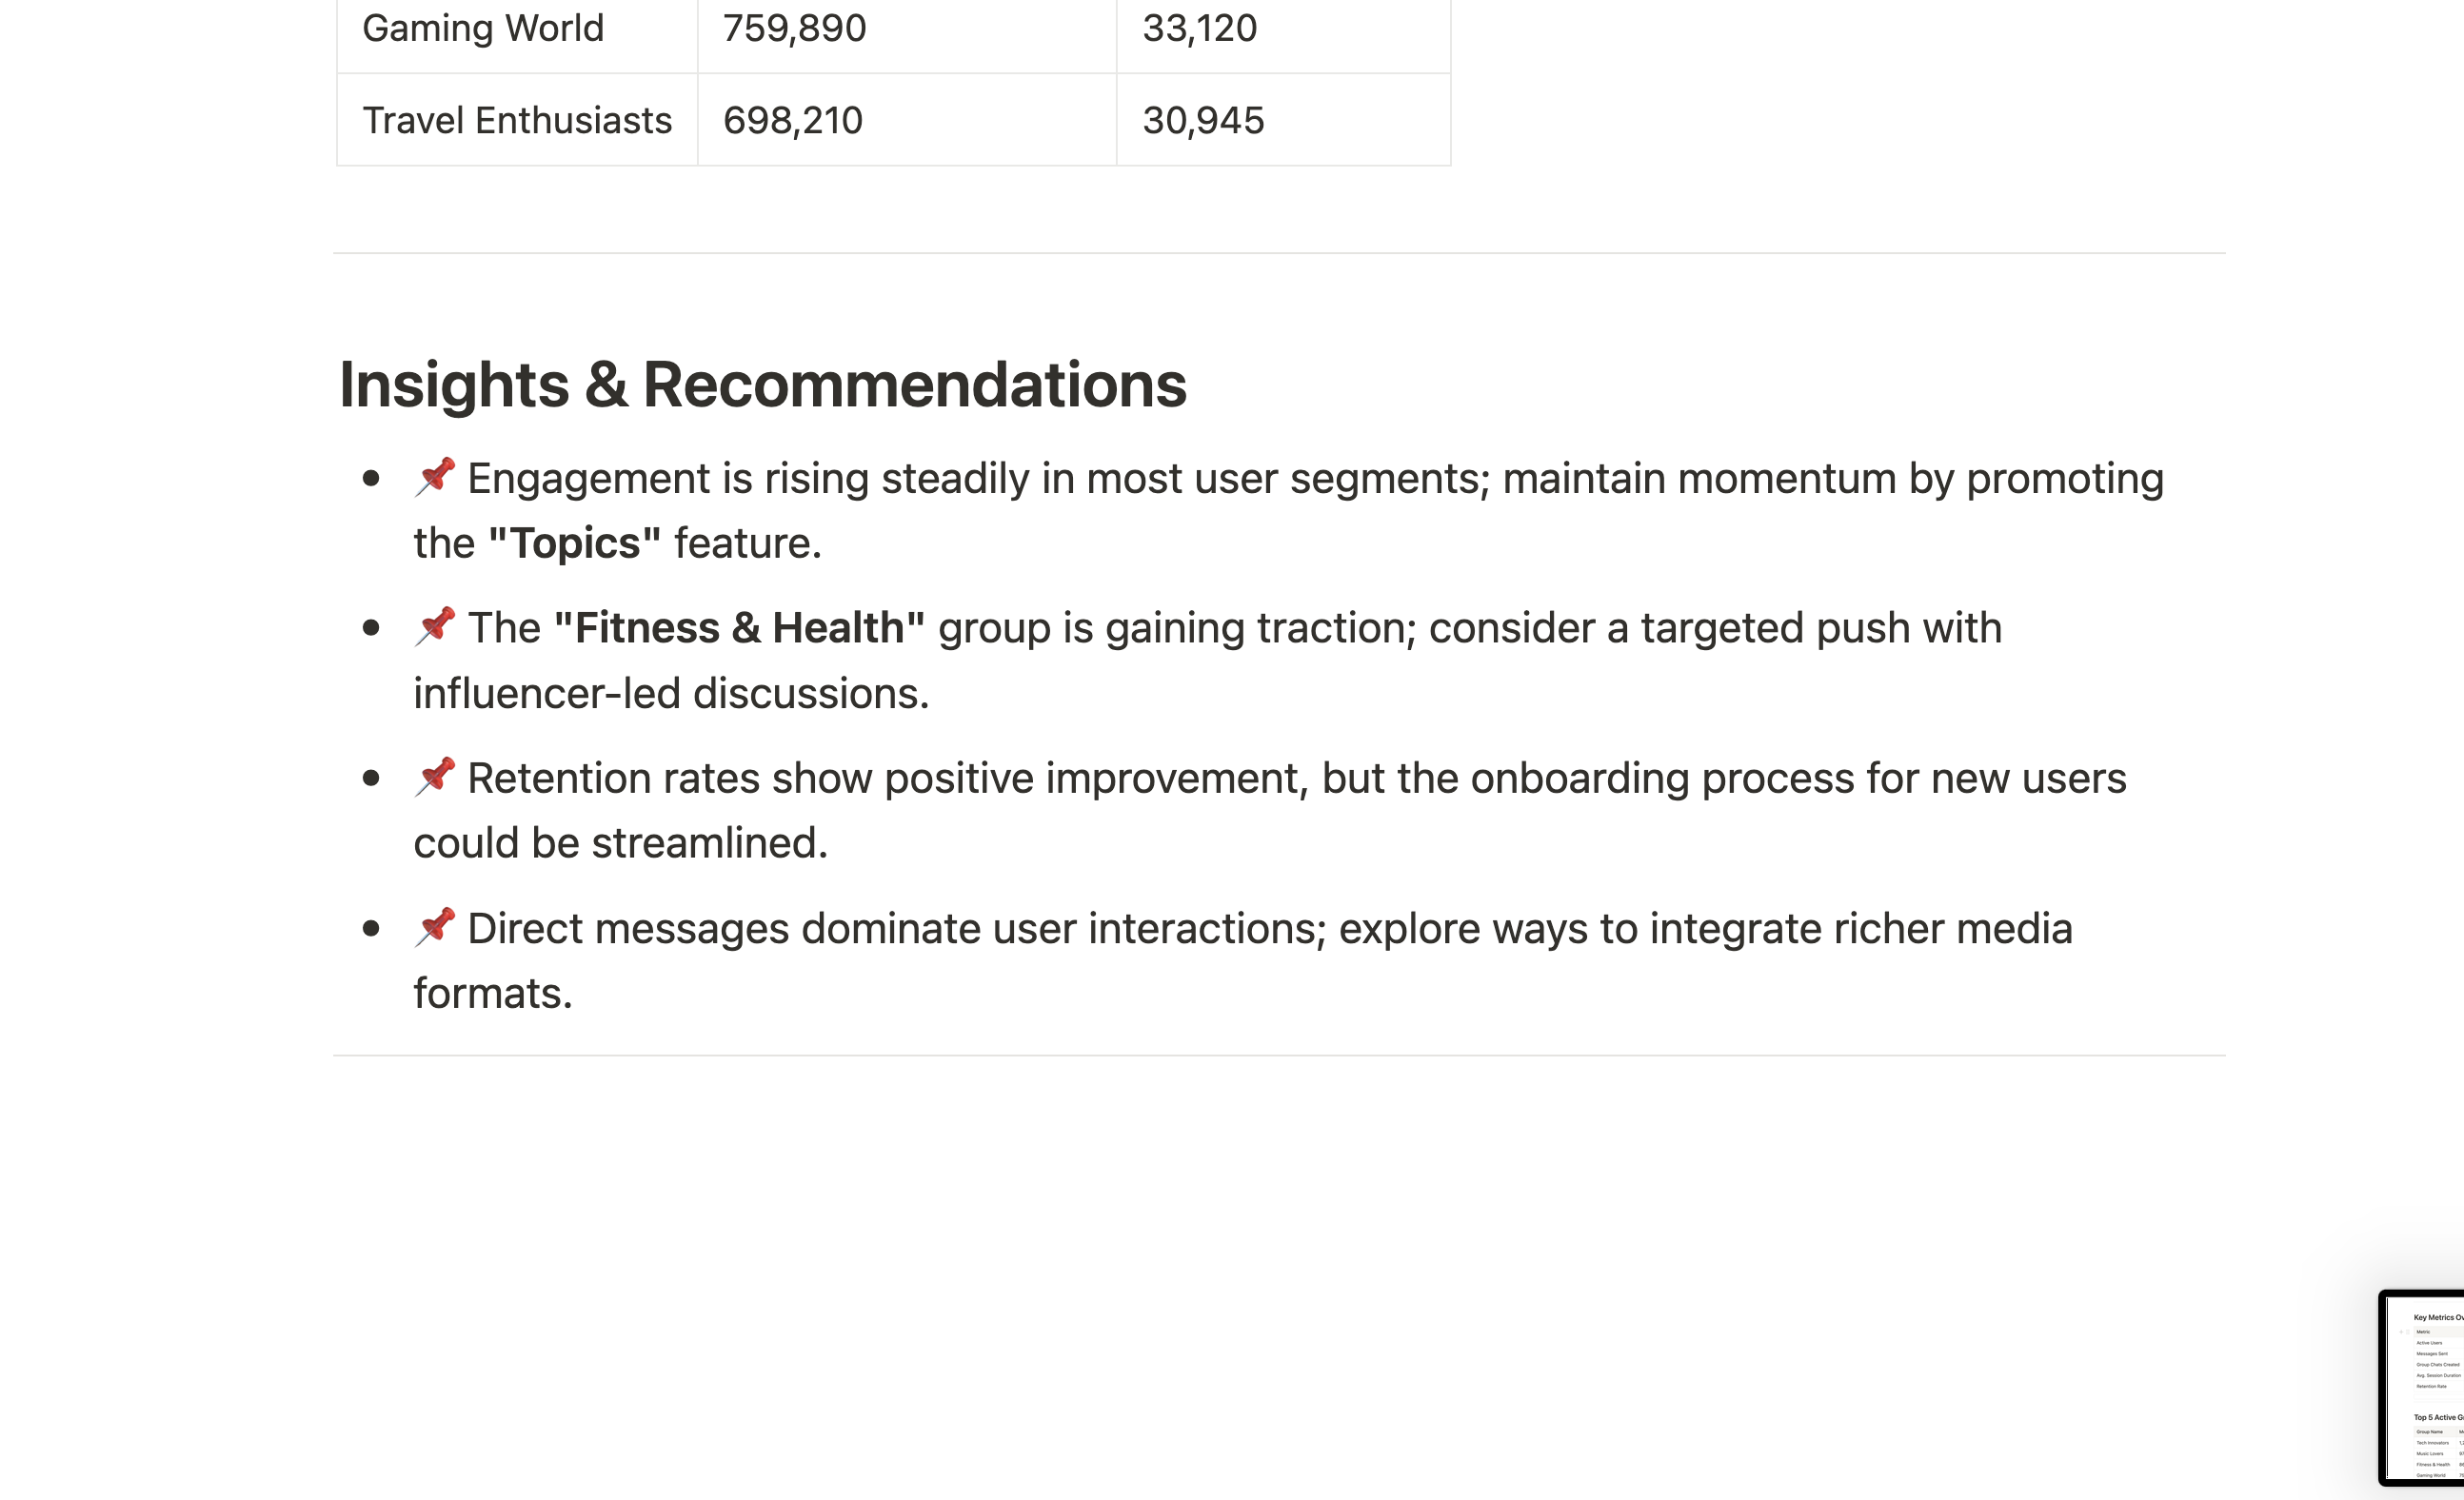 Gaming World 759,890 33,120
Travel Enthusiasts 698,210 30,945
Insights & Recommendations
• 📌 Engagement is rising steadily in most user segments; maintain momentum by promoting
the "Topics" feature.
• 📌 The "Fitness & Health" group is gaining traction; consider a targeted push with
influencer-led discussions.
• 📌 Retention rates show positive improvement, but the onboarding process for new users
could be streamlined.
• 📌 Direct messages dominate user interactions; explore ways to integrate richer media
formats.
Key Metrics
Metric
Active Users
Messages Sent
Group Chats Created
Avg. Session Duration
Retention Rate
Top 5 Active
Group Name
Tech Innovators
Music Lovers
Fitness & Health
Gaming World